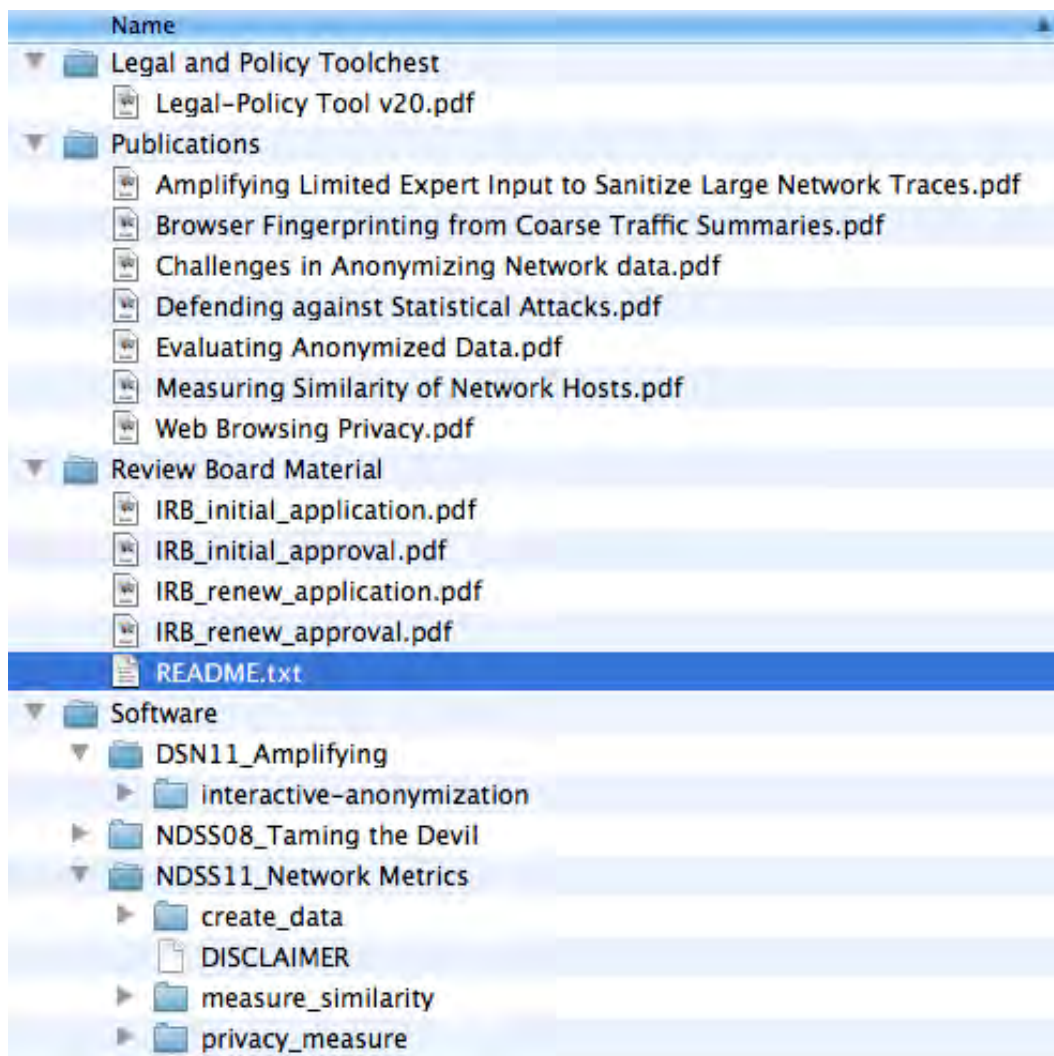 Name
Legal and Policy Toolchest
Legal-Policy Tool v20.pdf
Publications
Amplifying Limited Expert Input to Sanitize Large Network Traces.pdf
Browser Fingerprinting from Coarse Traffic Summaries.pdf
Challenges in Anonymizing Network data.pdf
Defending against Statistical Attacks.pdf
Evaluating Anonymized Data.pdf
Measuring Similarity of Network Hosts.pdf
Web Browsing Privacy.pdf
Review Board Material
IRB_initial_application.pdf
IRB_initial_approval.pdf
IRB_renew_application.pdf
IRB_renew_approval.pdf
README.txt
Software
DSN11_Amplifying
interactive-anonymization
NDSS08_Taming the Devil
NDSS11_Network Metrics
create_data
DISCLAIMER
measure_similarity
privacy_measure